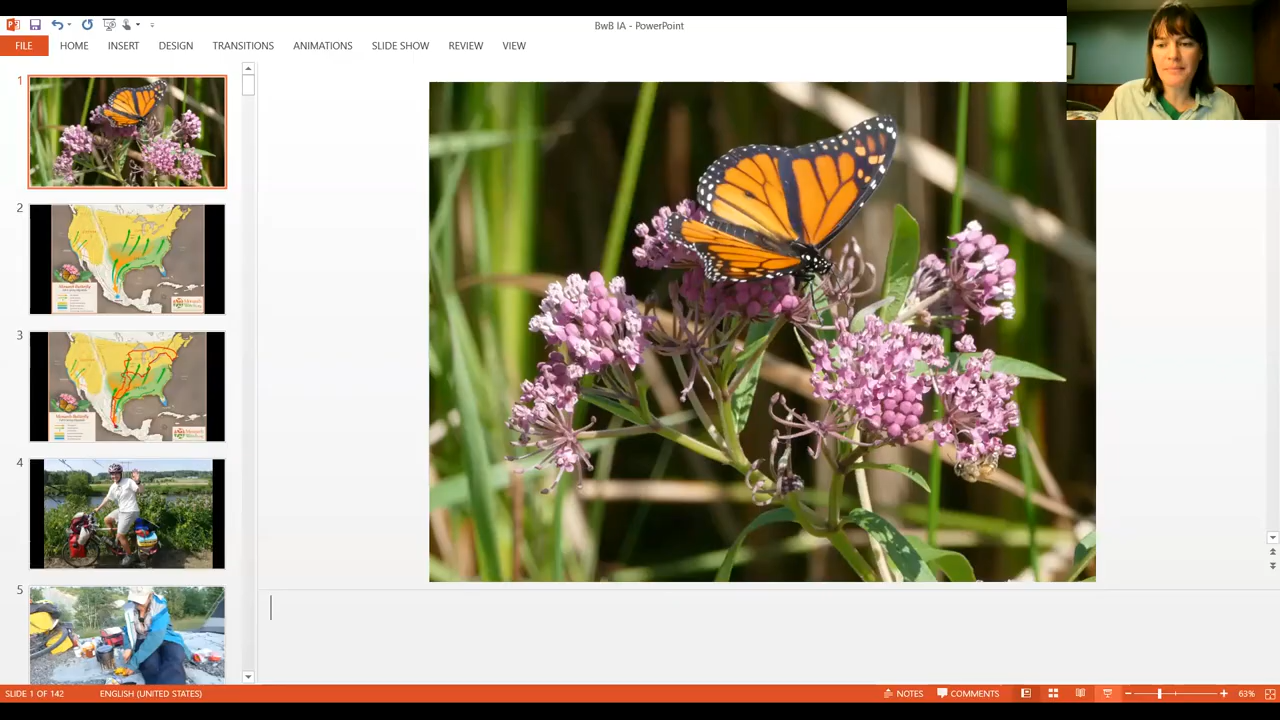 BwB IA - PowerPoint
FILE HOME INSERT DESIGN TRANSITIONS ANIMATIONS SLIDE SHOW REVIEW VIEW
1
2
3
4
5
SLIDE 1 OF 142 ENGLISH (UNITED STATES) NOTES COMMENTS 63%